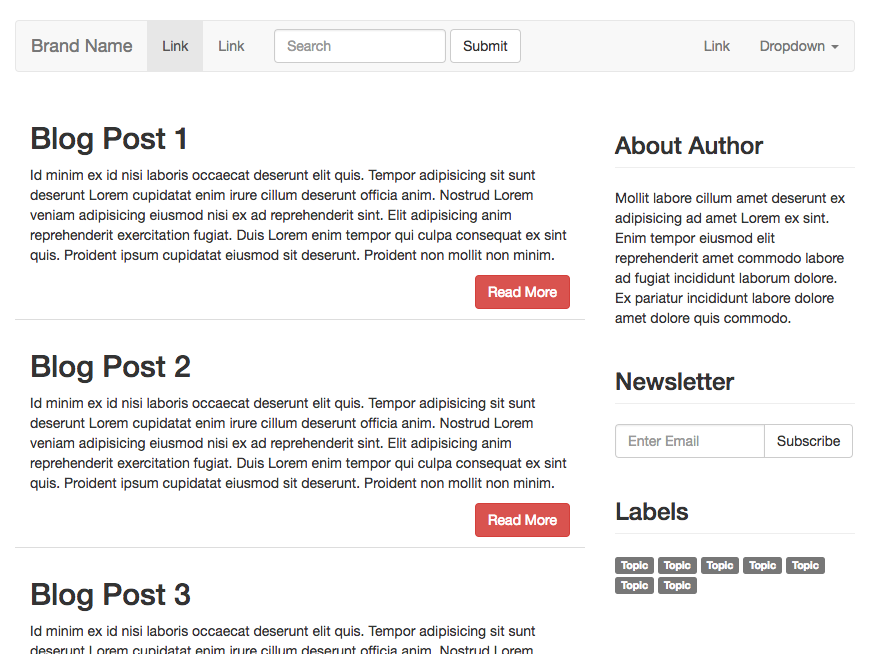 Brand Name Link Link Search Submit Link Dropdown
Blog Post 1
Id minim ex id nisi laboris occaecat deserunt elit quis. Tempor adipisicing sit sunt
deserunt Lorem cupidatat enim irure cillum deserunt officia anim. Nostrud Lorem
veniam adipisicing eiusmod nisi ex ad reprehenderit sint. Elit adipisicing anim
reprehenderit exercitation fugiat. Duis Lorem enim tempor qui culpa consequat ex sint
quis. Proident ipsum cupidatat eiusmod sit deserunt. Proident non mollit non minim.
Read More
Blog Post 2
Id minim ex id nisi laboris occaecat deserunt elit quis. Tempor adipisicing sit sunt
deserunt Lorem cupidatat enim irure cillum deserunt officia anim. Nostrud Lorem
veniam adipisicing eiusmod nisi ex ad reprehenderit sint. Elit adipisicing anim
reprehenderit exercitation fugiat. Duis Lorem enim tempor qui culpa consequat ex sint
quis. Proident ipsum cupidatat eiusmod sit deserunt. Proident non mollit non minim.
Read More
Blog Post 3
Id minim ex id nisi laboris occaecat deserunt elit quis. Tempor adipisicing sit sunt
deserunt Lorem cupidatat enim irure cillum deserunt officia anim. Nostrud Lorem
About Author
Mollit labore cillum amet deserunt ex
adipisicing ad amet Lorem ex sint.
Enim tempor eiusmod elit
reprehenderit amet commodo labore
ad fugiat incididunt laborum dolore.
Ex pariatur incididunt labore dolore
amet dolore quis commodo.
Newsletter
Enter Email Subscribe
Labels
Topic Topic Topic Topic Topic
Topic Topic